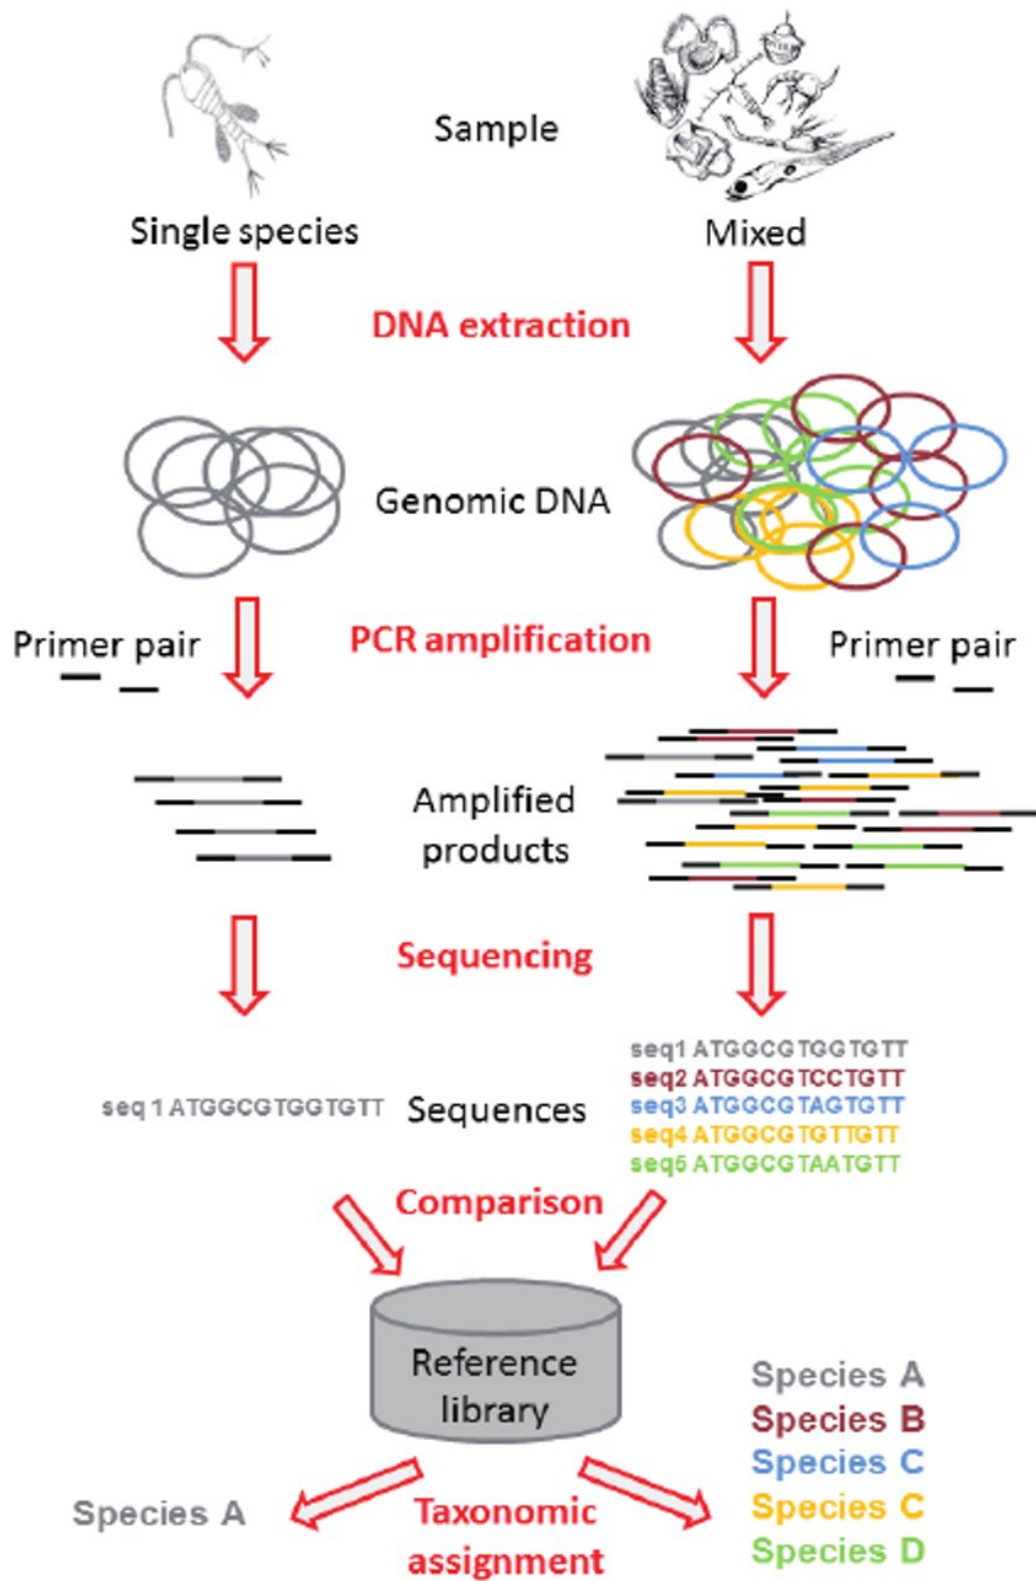 Sample
Single species
Mixed
DNA extraction
Genomic DNA
Primer pair
PCR amplification
Primer pair
Amplified
products
Sequencing
seq 1 ATGGCGTGGTGTT
Sequences
seq1 ATGGCGTGGTGTT
seq2 ATGGCGTCCTGTT
seq3 ATGGCGTAGTGTT
seq4 ATGGCGTGTTGTT
seq5 ATGGCGTAATGTT
Comparison
Reference
library
Species A
Taxonomic
assignment
Species A
Species B
Species C
Species C
Species D